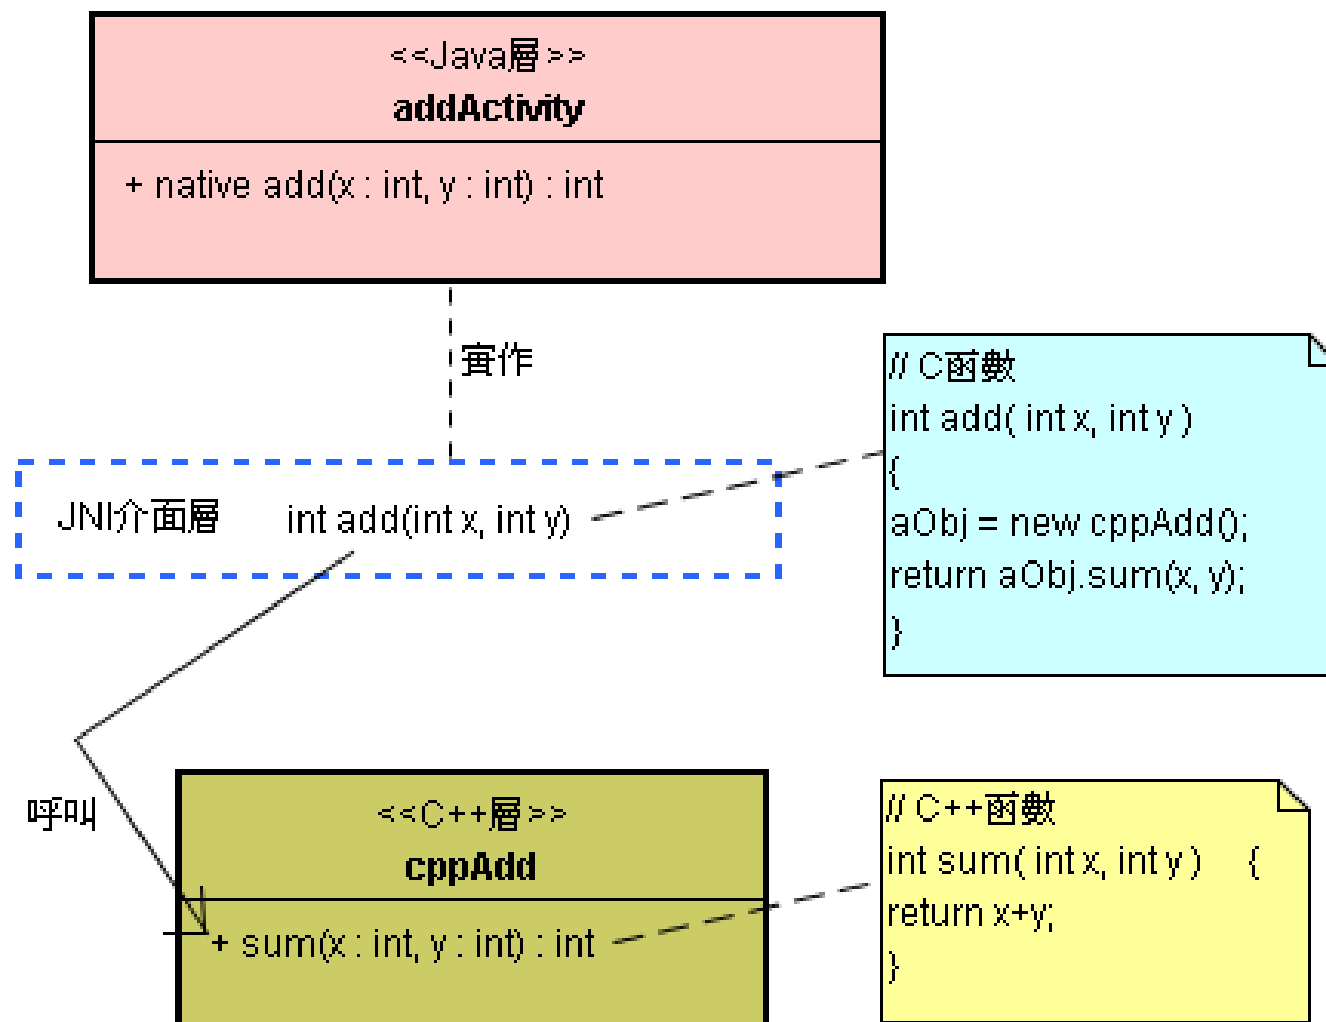 <<Java層>>
addActivity
+ native add(x : int, y : int) : int
實作
// C函數
int add( int x, int y )
{
aObj = new cppAdd();
return aObj.sum(x, y);
}
JNI介面層 int add(int x, int y)
呼叫
<<C++層>>
cppAdd
+ sum(x : int, y : int) : int
// C++函數
int sum( int x, int y ) {
return x+y;
}